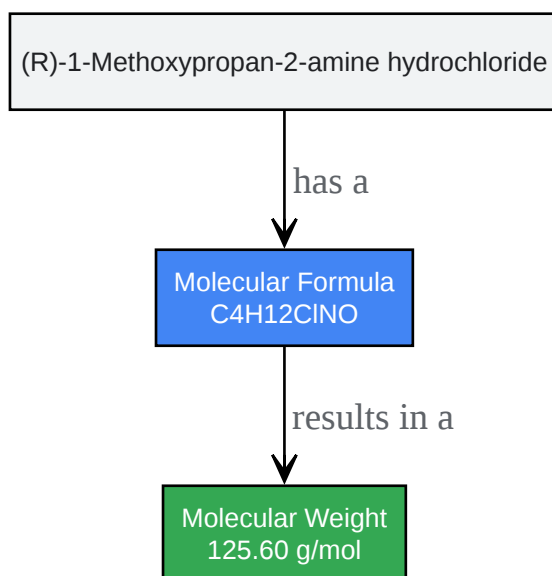 (R)-1-Methoxypropan-2-amine hydrochloride
has a
Molecular Formula
C4H12ClNO
results in a
Molecular Weight
125.60 g/mol